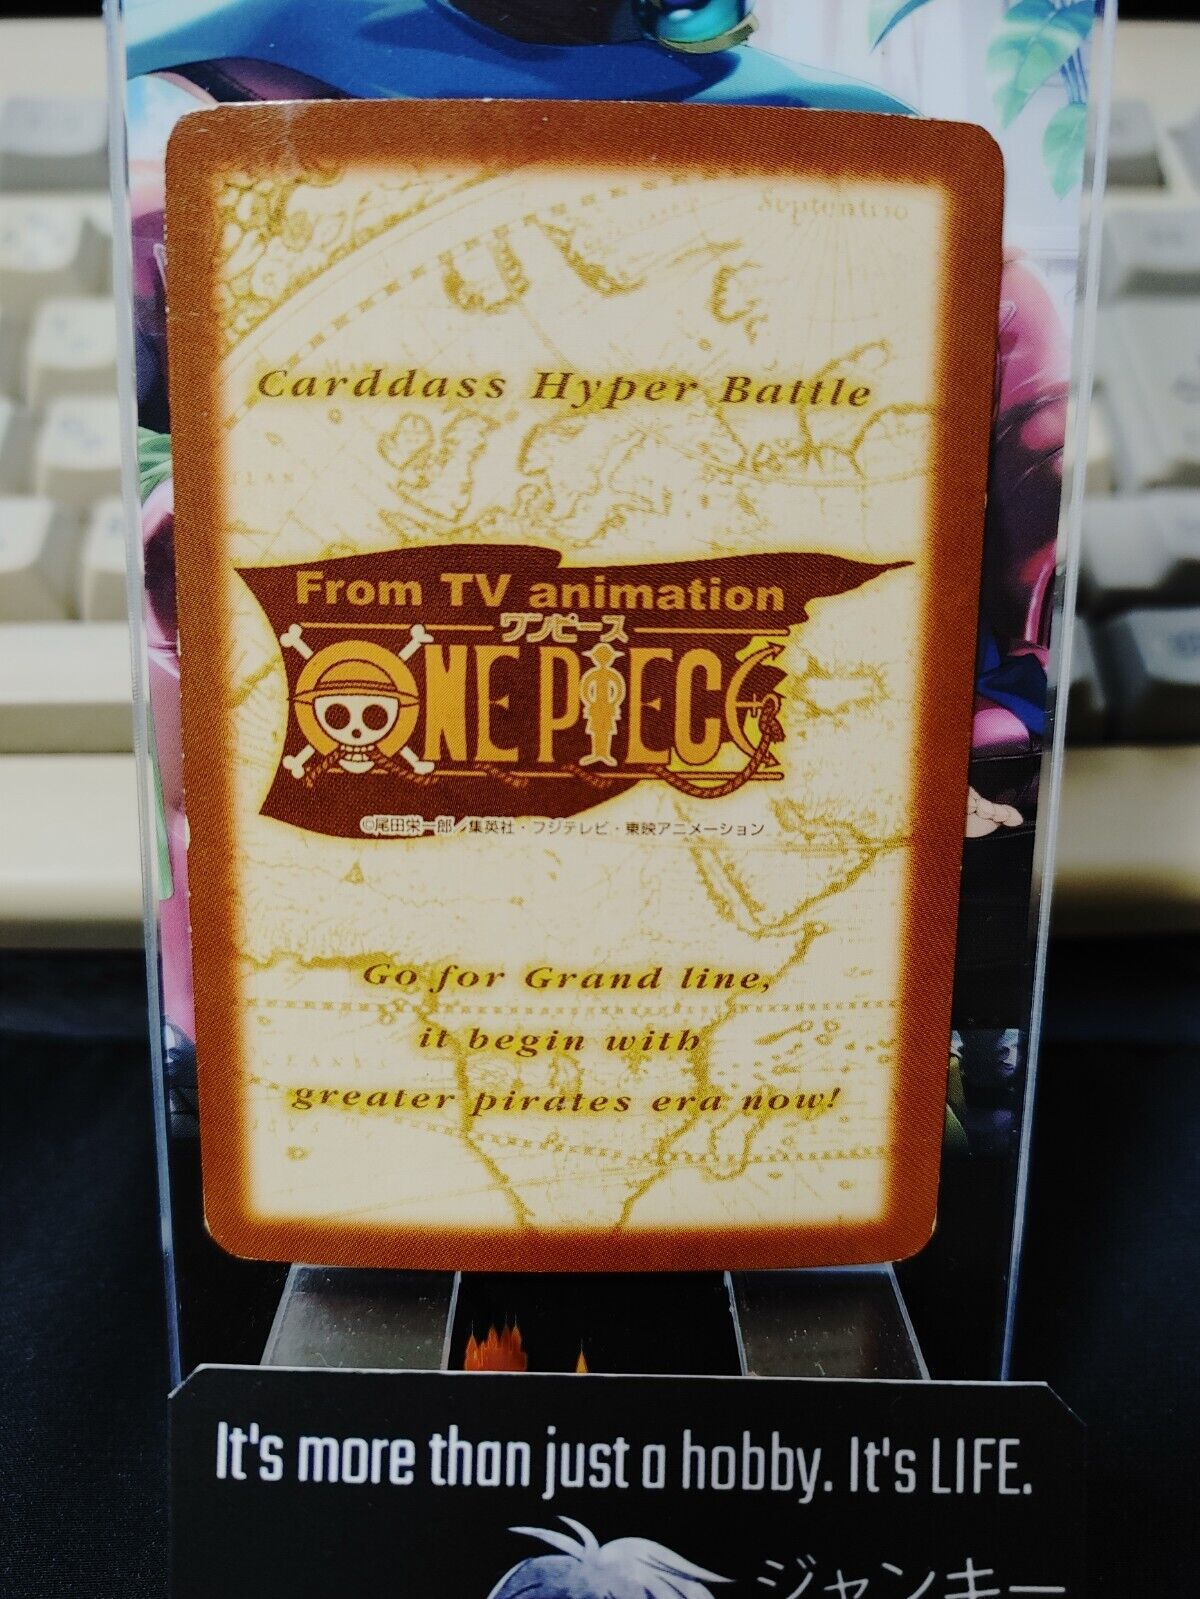 Septentrio
Carddass Hyper Battle
From TV animation
ワンピース
ONE PIECE
©尾田栄一郎／集英社・フジテレビ・東映アニメーション
Go for Grand line,
it begin with
greater pirates era now!
It's more than just a hobby. It's LIFE.
ジャンキー